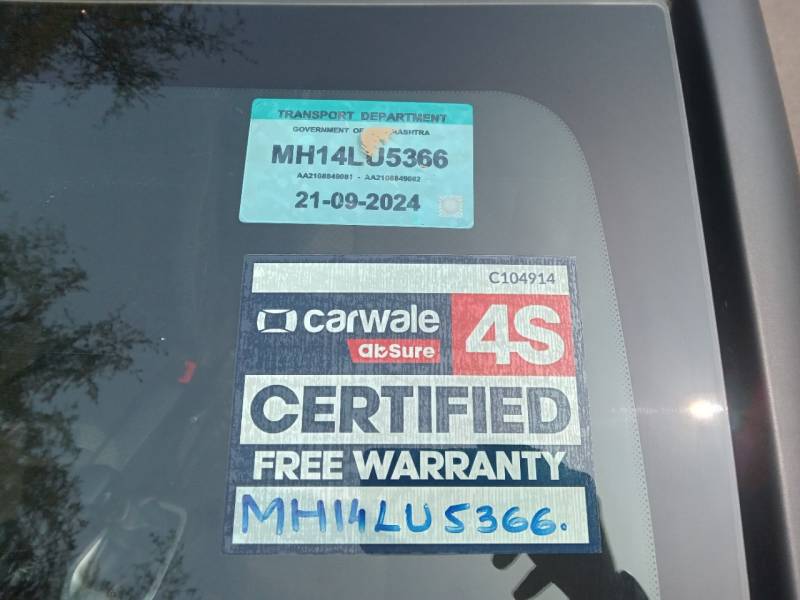 TRANSPORT DEPARTMENT
GOVERNMENT OF
MH14LU5366
AA2108849081 - AA2108849082
21-09-2024
C104914
carwale 4S
abSure
CERTIFIED
FREE WARRANTY
MH14LU5366.